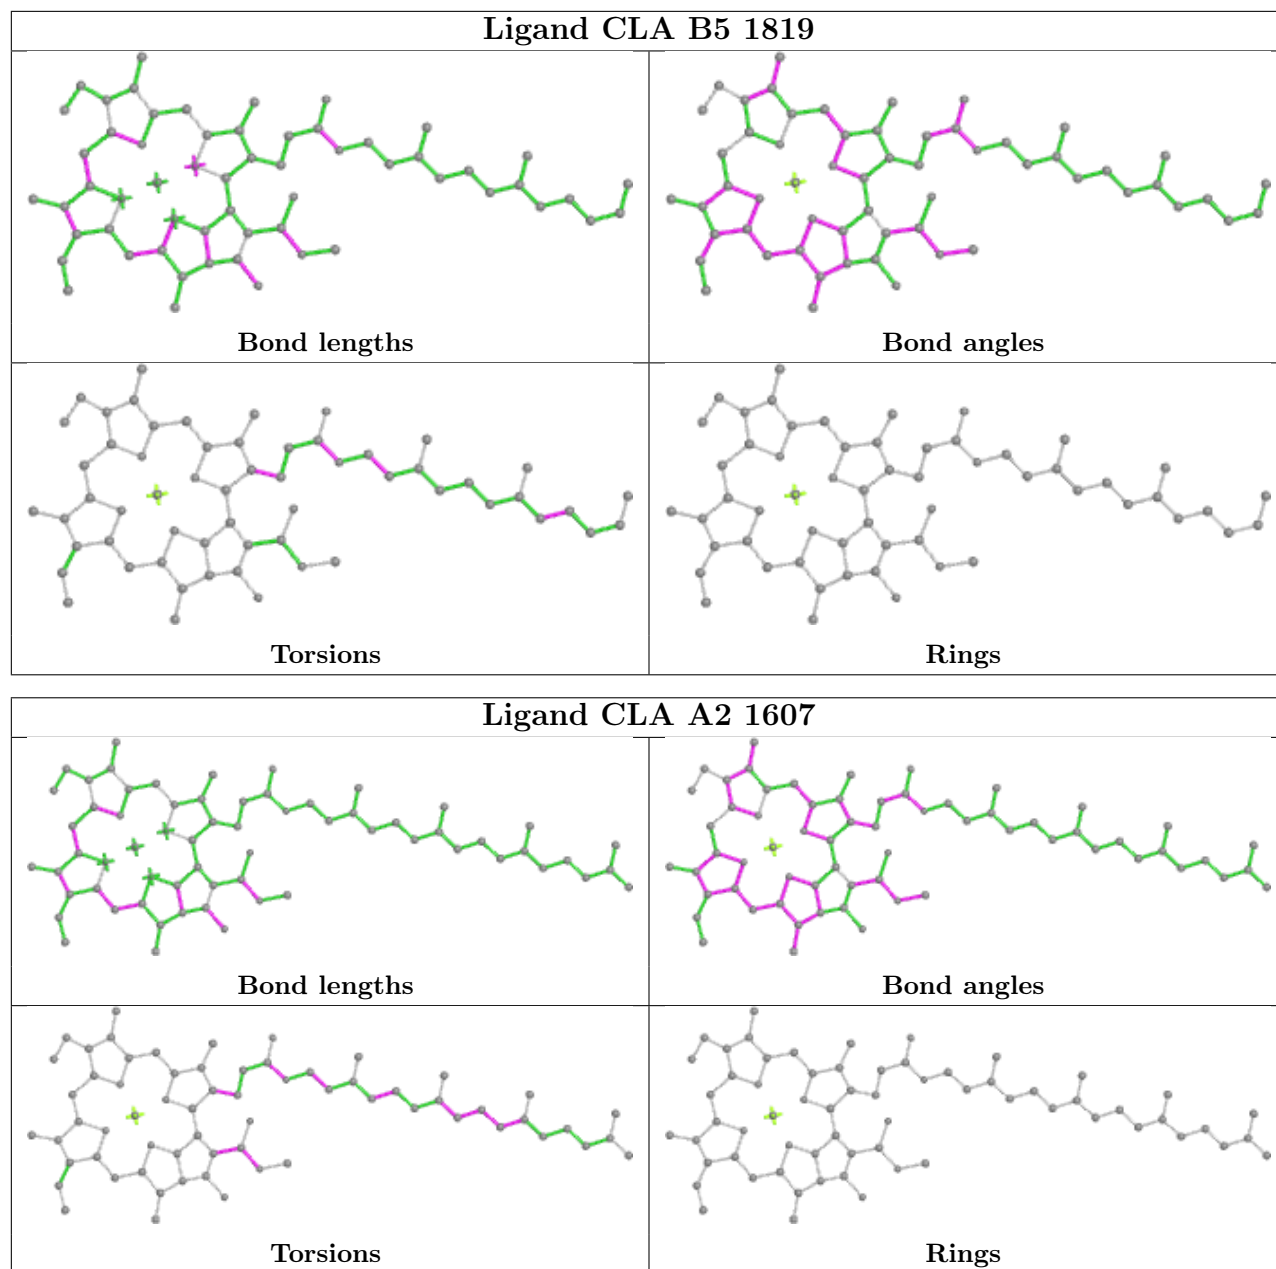 Ligand CLA B5 1819
Bond lengths
Bond angles
Torsions
Rings
Ligand CLA A2 1607
Bond lengths
Bond angles
Torsions
Rings